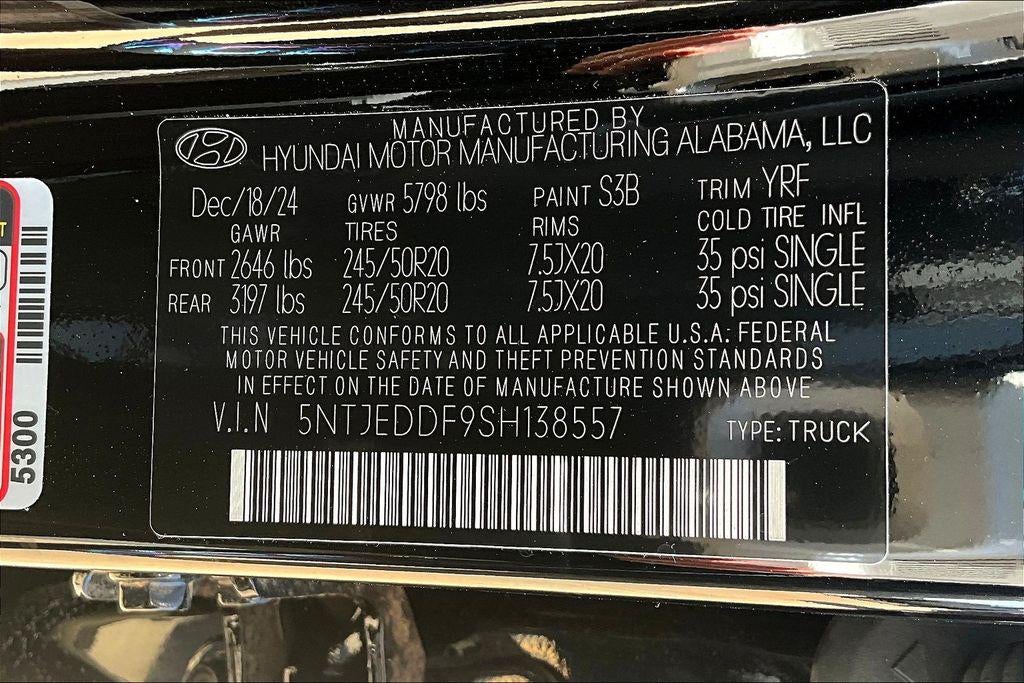 MANUFACTURED BY
HYUNDAI MOTOR MANUFACTURING ALABAMA, LLC
Dec/18/24 GVWR 5798 lbs PAINT S3B TRIM YRF
GAWR TIRES RIMS COLD TIRE INFL
FRONT 2646 lbs 245/50R20 7.5JX20 35 psi SINGLE
REAR 3197 lbs 245/50R20 7.5JX20 35 psi SINGLE
THIS VEHICLE CONFORMS TO ALL APPLICABLE U.S.A. FEDERAL
MOTOR VEHICLE SAFETY AND THEFT PREVENTION STANDARDS
IN EFFECT ON THE DATE OF MANUFACTURE SHOWN ABOVE
V.I.N 5NTJEDDF9SH138557 TYPE: TRUCK
5300